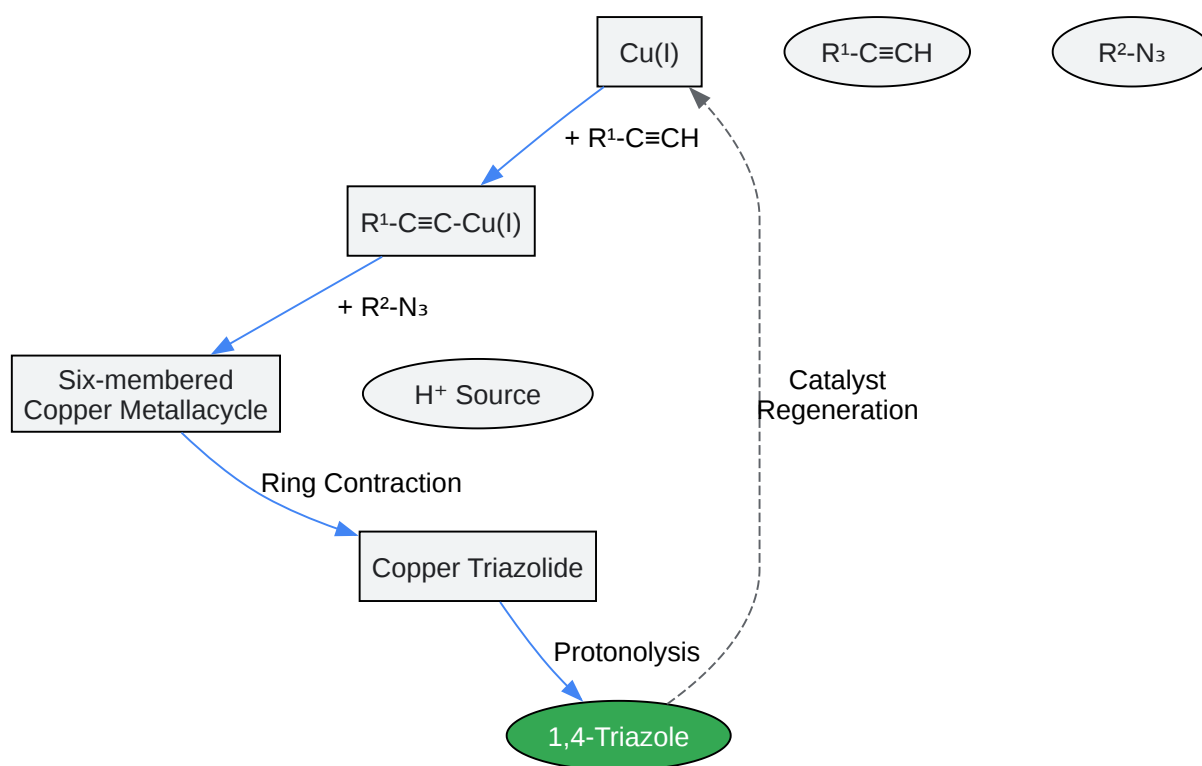 Cu(I)
R¹-C≡CH
R²-N₃
+ R¹-C≡CH
R¹-C≡C-Cu(I)
+ R²-N₃
Six-membered
Copper Metallacycle
H⁺ Source
Catalyst
Regeneration
Ring Contraction
Copper Triazolide
Protonolysis
1,4-Triazole